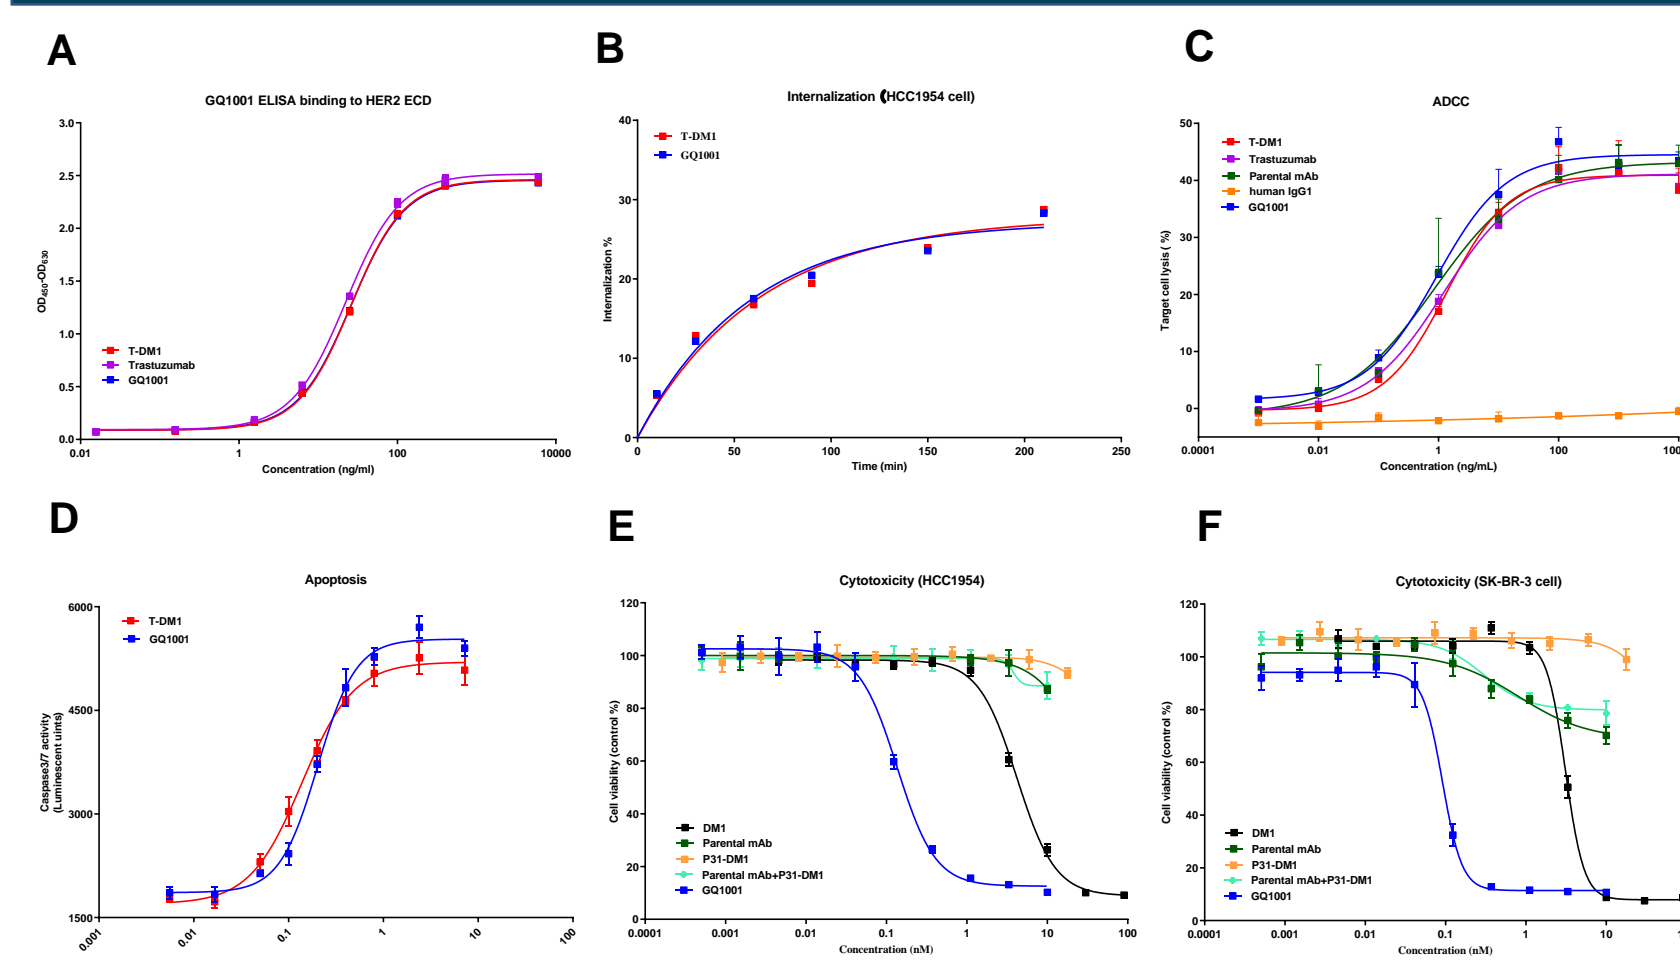 A
B
C
GQ1001 ELISA binding to HER2 ECD
3.0
2.5
2.0
1.5
1.0
0.5
0.0
OD450-OD630
T-DM1
Trastuzumab
GQ1001
0.01
1
100
10000
Concentration (ng/ml)
Internalization (HCC1954 cell)
40
30
20
10
0
Internalization %
T-DM1
GQ1001
0
50
100
150
200
250
Time (min)
ADCC
50
40
30
20
10
0
Target cell lysis ( %)
T-DM1
Trastuzumab
Parental mAb
human IgG1
GQ1001
0.0001
0.01
1
100
Concentration (ng/mL)
D
E
F
Apoptosis
6000
4500
3000
1500
Caspase3/7 activity
(Luminescent uints)
T-DM1
GQ1001
0.001
0.01
0.1
1
10
100
Cytotoxicity (HCC1954)
120
100
80
60
40
20
0
Cell viability (control %)
DM1
Parental mAb
P31-DM1
Parental mAb+P31-DM1
GQ1001
0.0001
0.001
0.01
0.1
1
10
100
Concentration (nM)
Cytotoxicity (SK-BR-3 cell)
120
100
80
60
40
20
0
Cell viability (control %)
DM1
Parental mAb
P31-DM1
Parental mAb+P31-DM1
GQ1001
0.0001
0.001
0.01
0.1
1
10
Concentration (nM)